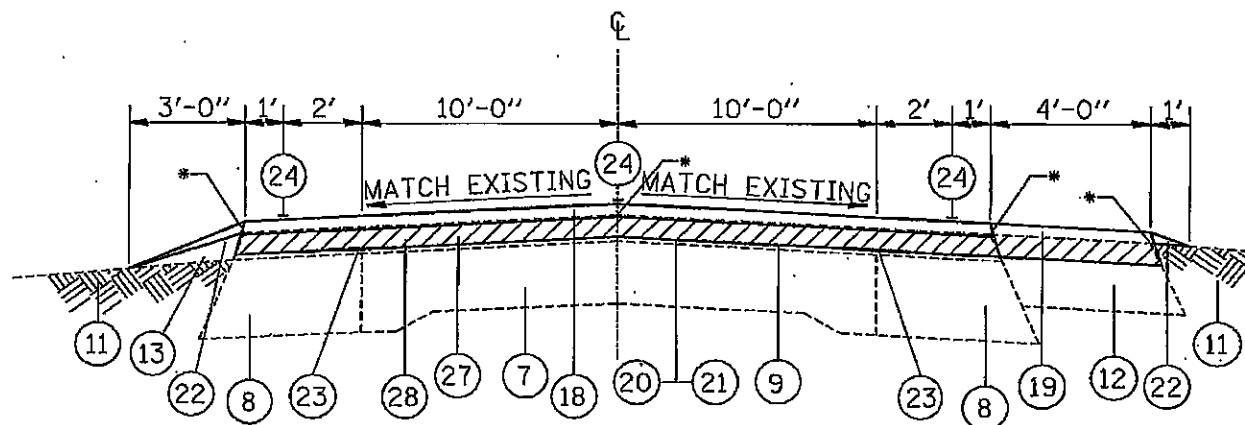 ℄
3'-0" 1' 2' 10'-0" 10'-0" 2' 1' 4'-0" 1'
24 * 24 * 24 * *
MATCH EXISTING MATCH EXISTING
11 13 22 8 23 28 27 7 18 20 21 9 23 8 19 12 22 11